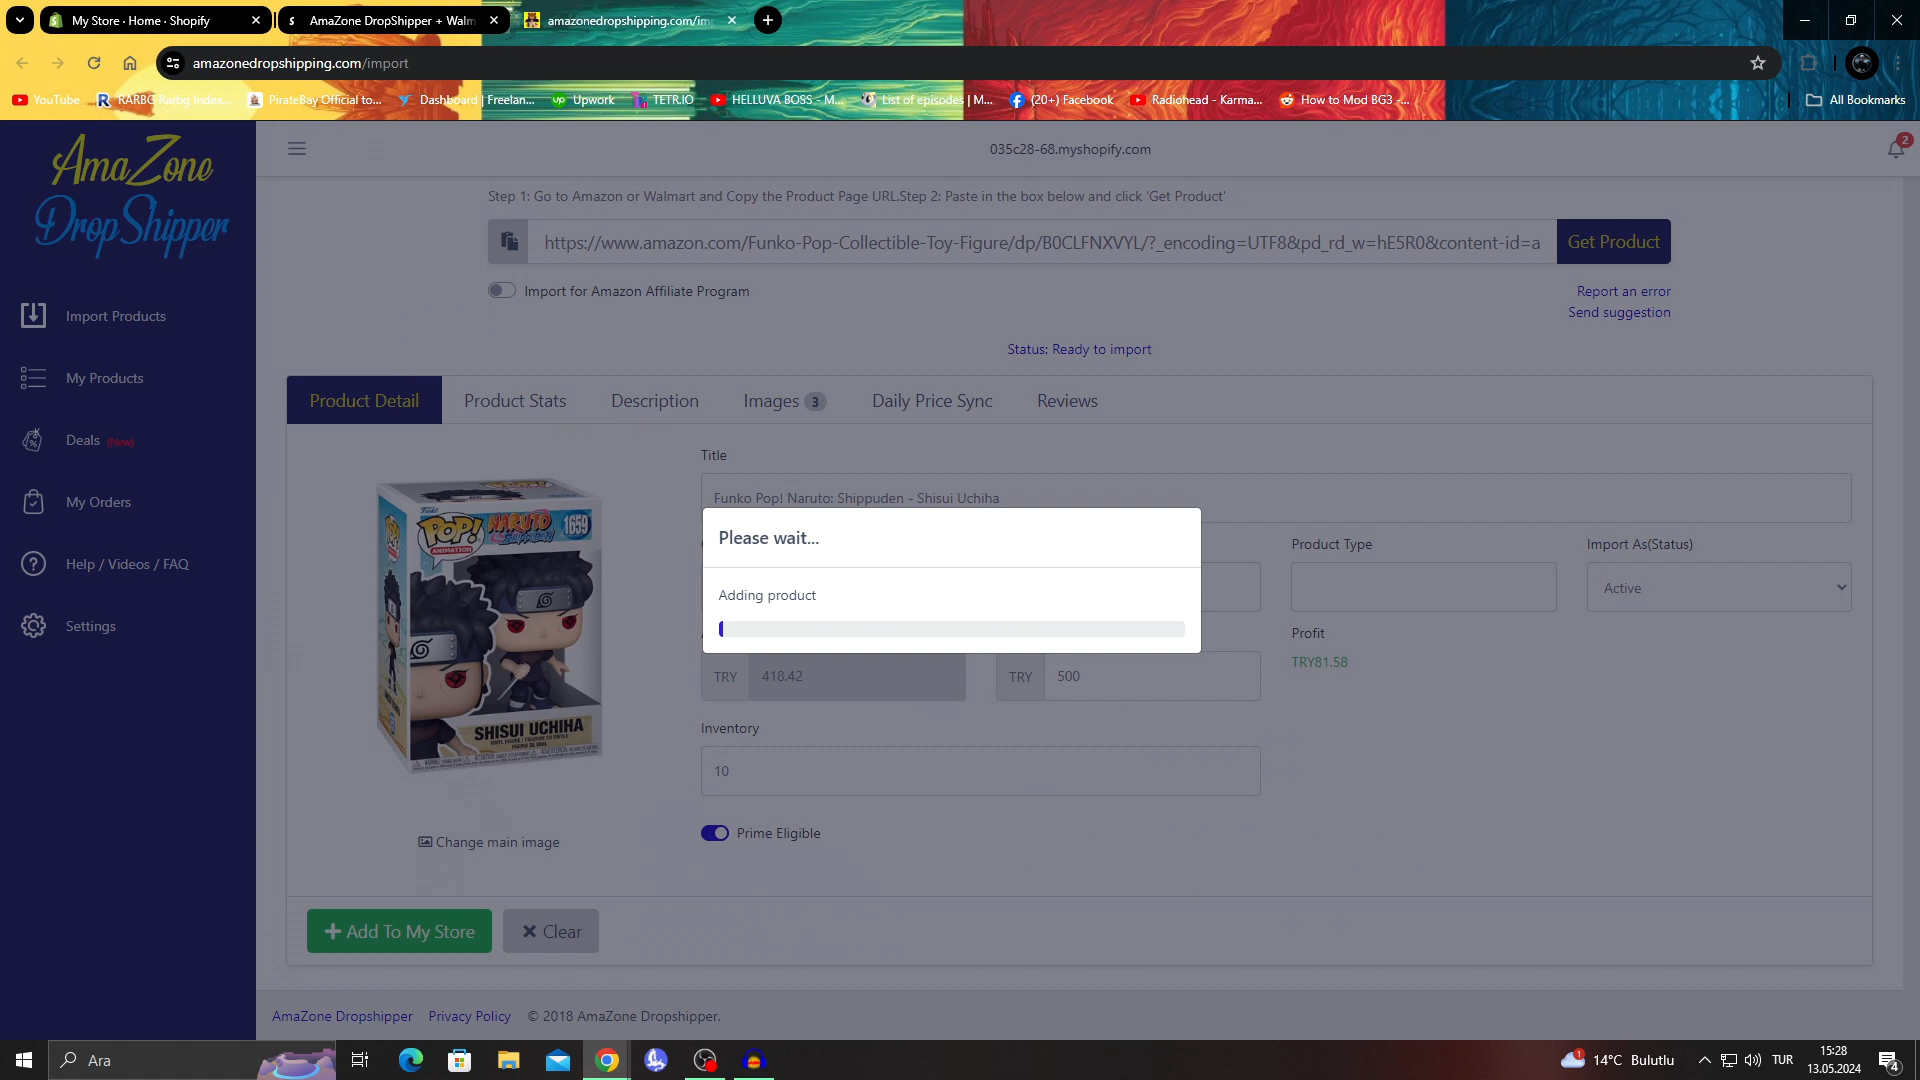 My Store · Home · Shopify
AmaZone DropShipper + Walm
amazonedropshipping.com/im
amazonedropshipping.com/import
YouTube
RARBG Rarbg Index...
PirateBay Official to...
Dashboard | Freelan...
Upwork
TETR.IO
HELLUVA BOSS - M...
List of episodes | M...
(20+) Facebook
Radiohead - Karma...
How to Mod BG3 -...
All Bookmarks
AmaZone
DropShipper
035c28-68.myshopify.com
2
Step 1: Go to Amazon or Walmart and Copy the Product Page URL.Step 2: Paste in the box below and click 'Get Product'
https://www.amazon.com/Funko-Pop-Collectible-Toy-Figure/dp/B0CLFNXVYL/?_encoding=UTF8&pd_rd_w=hE5R0&content-id=a
Get Product
Import for Amazon Affiliate Program
Report an error
Send suggestion
Status: Ready to import
Import Products
My Products
Deals (New)
My Orders
Help / Videos / FAQ
Settings
Product Detail
Product Stats
Description
Images 3
Daily Price Sync
Reviews
Title
Funko Pop! Naruto: Shippuden - Shisui Uchiha
Product Type
Import As(Status)
Active
Please wait...
Adding product
Profit
TRY81.58
TRY 418.42
TRY 500
Inventory
10
Prime Eligible
Funko
POP!
ANIMATION
NARUTO
SHIPPUDEN
1659
SHISUI UCHIHA
Change main image
Add To My Store
Clear
AmaZone Dropshipper
Privacy Policy
© 2018 AmaZone Dropshipper.
Ara
1
14°C Bulutlu
TUR
15:28
13.05.2024
4